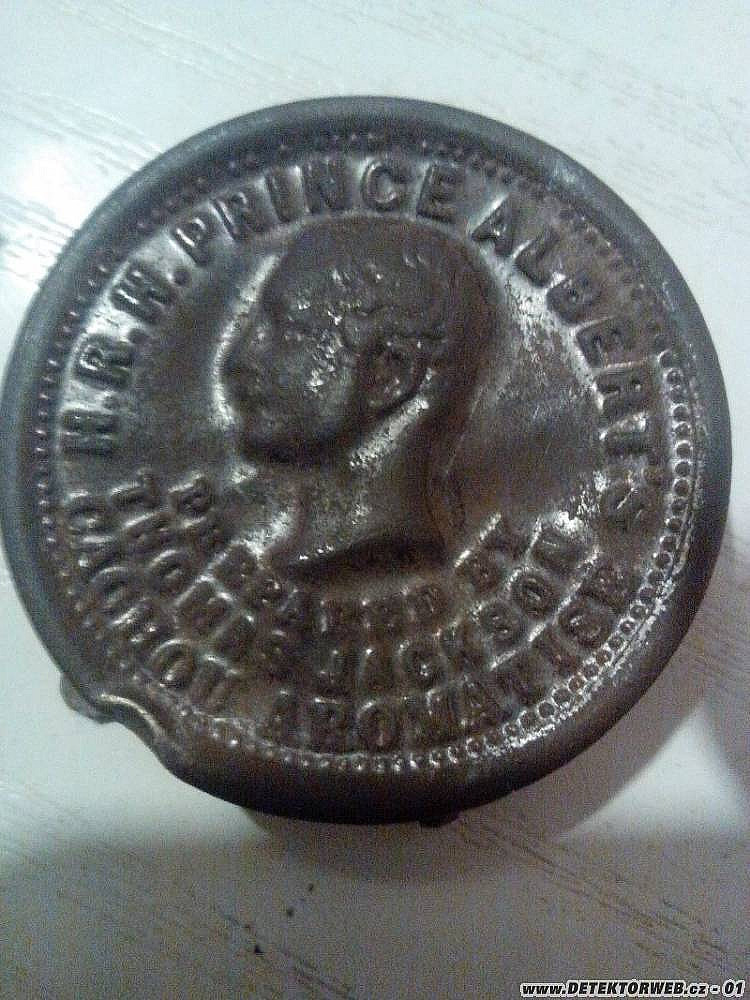 H.R.H. PRINCE ALBERT'S
PREPARED BY
THOMAS JACKSON
CACHOU AROMATISE
www.DETEKTORWEB.cz - 01